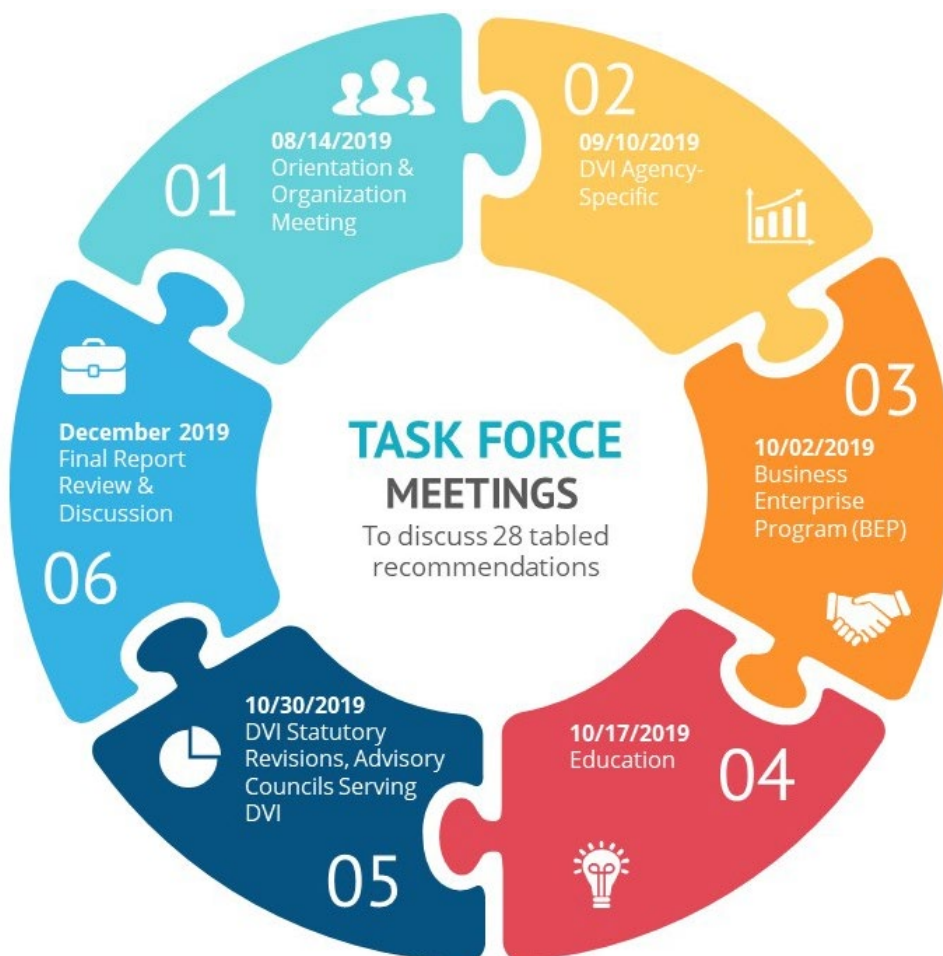 TASK FORCE
MEETINGS
To discuss 28 tabled
recommendations
01
08/14/2019
Orientation &
Organization
Meeting
02
09/10/2019
DVI Agency-
Specific
03
10/02/2019
Business
Enterprise
Program (BEP)
10/17/2019
Education
04
10/30/2019
DVI Statutory
Revisions, Advisory
Councils Serving
DVI
05
December 2019
Final Report
Review &
Discussion
06